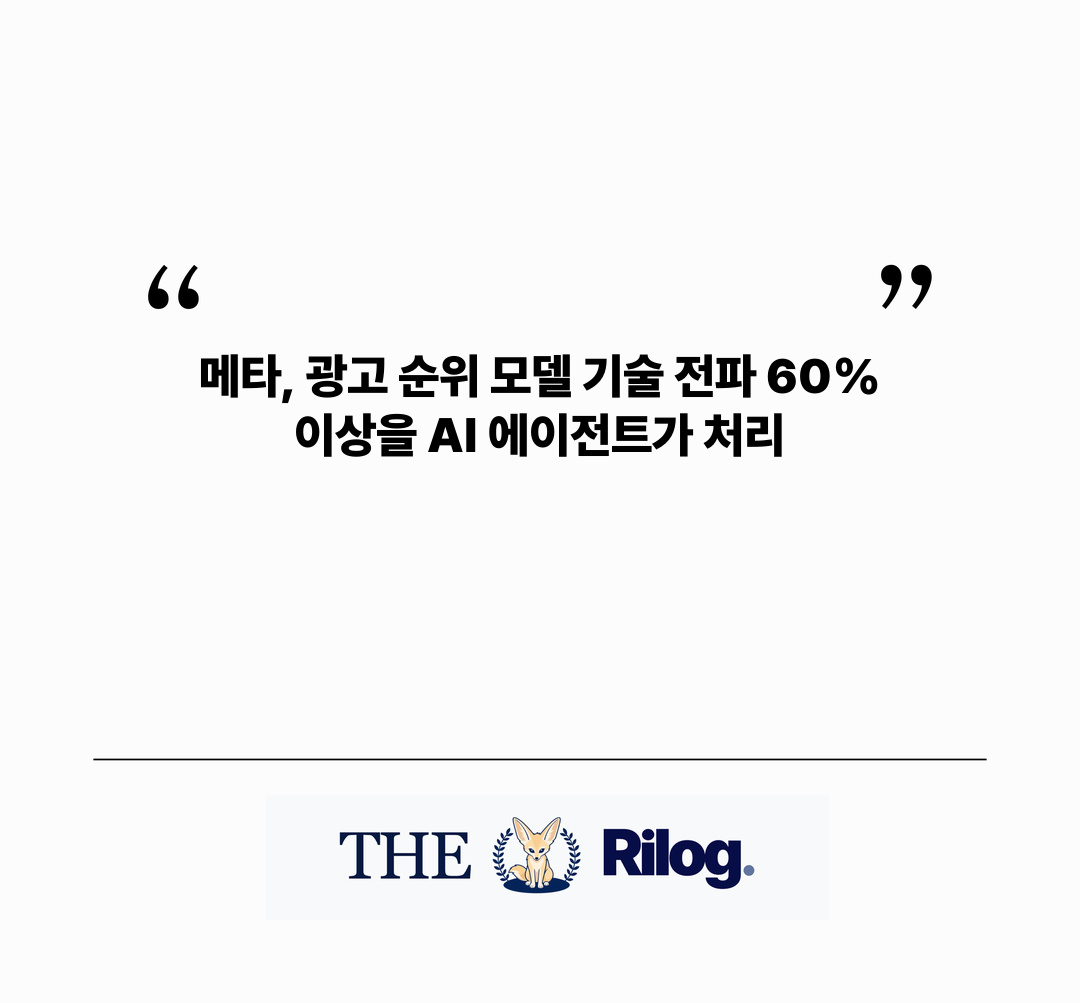 “ ”
메타, 광고 순위 모델 기술 전파 60%
이상을 AI 에이전트가 처리
THE Rilog.